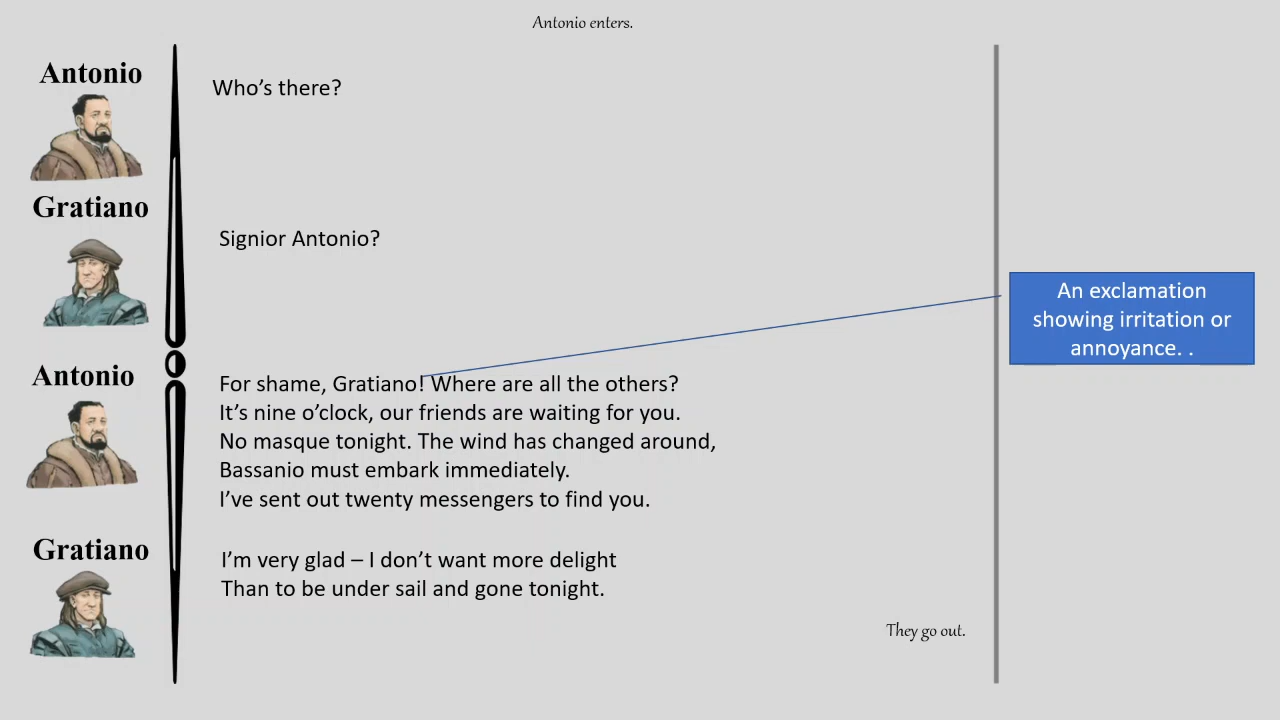 Antonio enters.
Antonio
Who’s there?
Gratiano
Signior Antonio?
An exclamation
showing irritation or
annoyance. .
Antonio
For shame, Gratiano! Where are all the others?
It’s nine o’clock, our friends are waiting for you.
No masque tonight. The wind has changed around,
Bassanio must embark immediately.
I’ve sent out twenty messengers to find you.
Gratiano
I’m very glad – I don’t want more delight
Than to be under sail and gone tonight.
They go out.